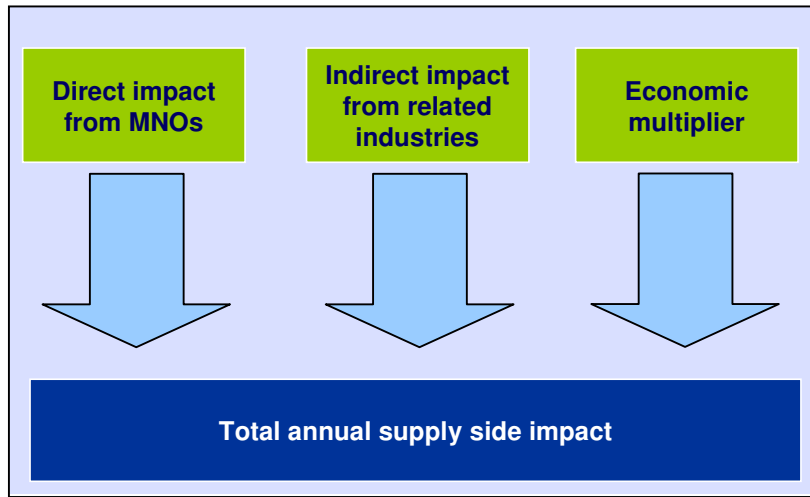 Direct impact
from MNOs
Indirect impact
from related
industries
Economic
multiplier
Total annual supply side impact